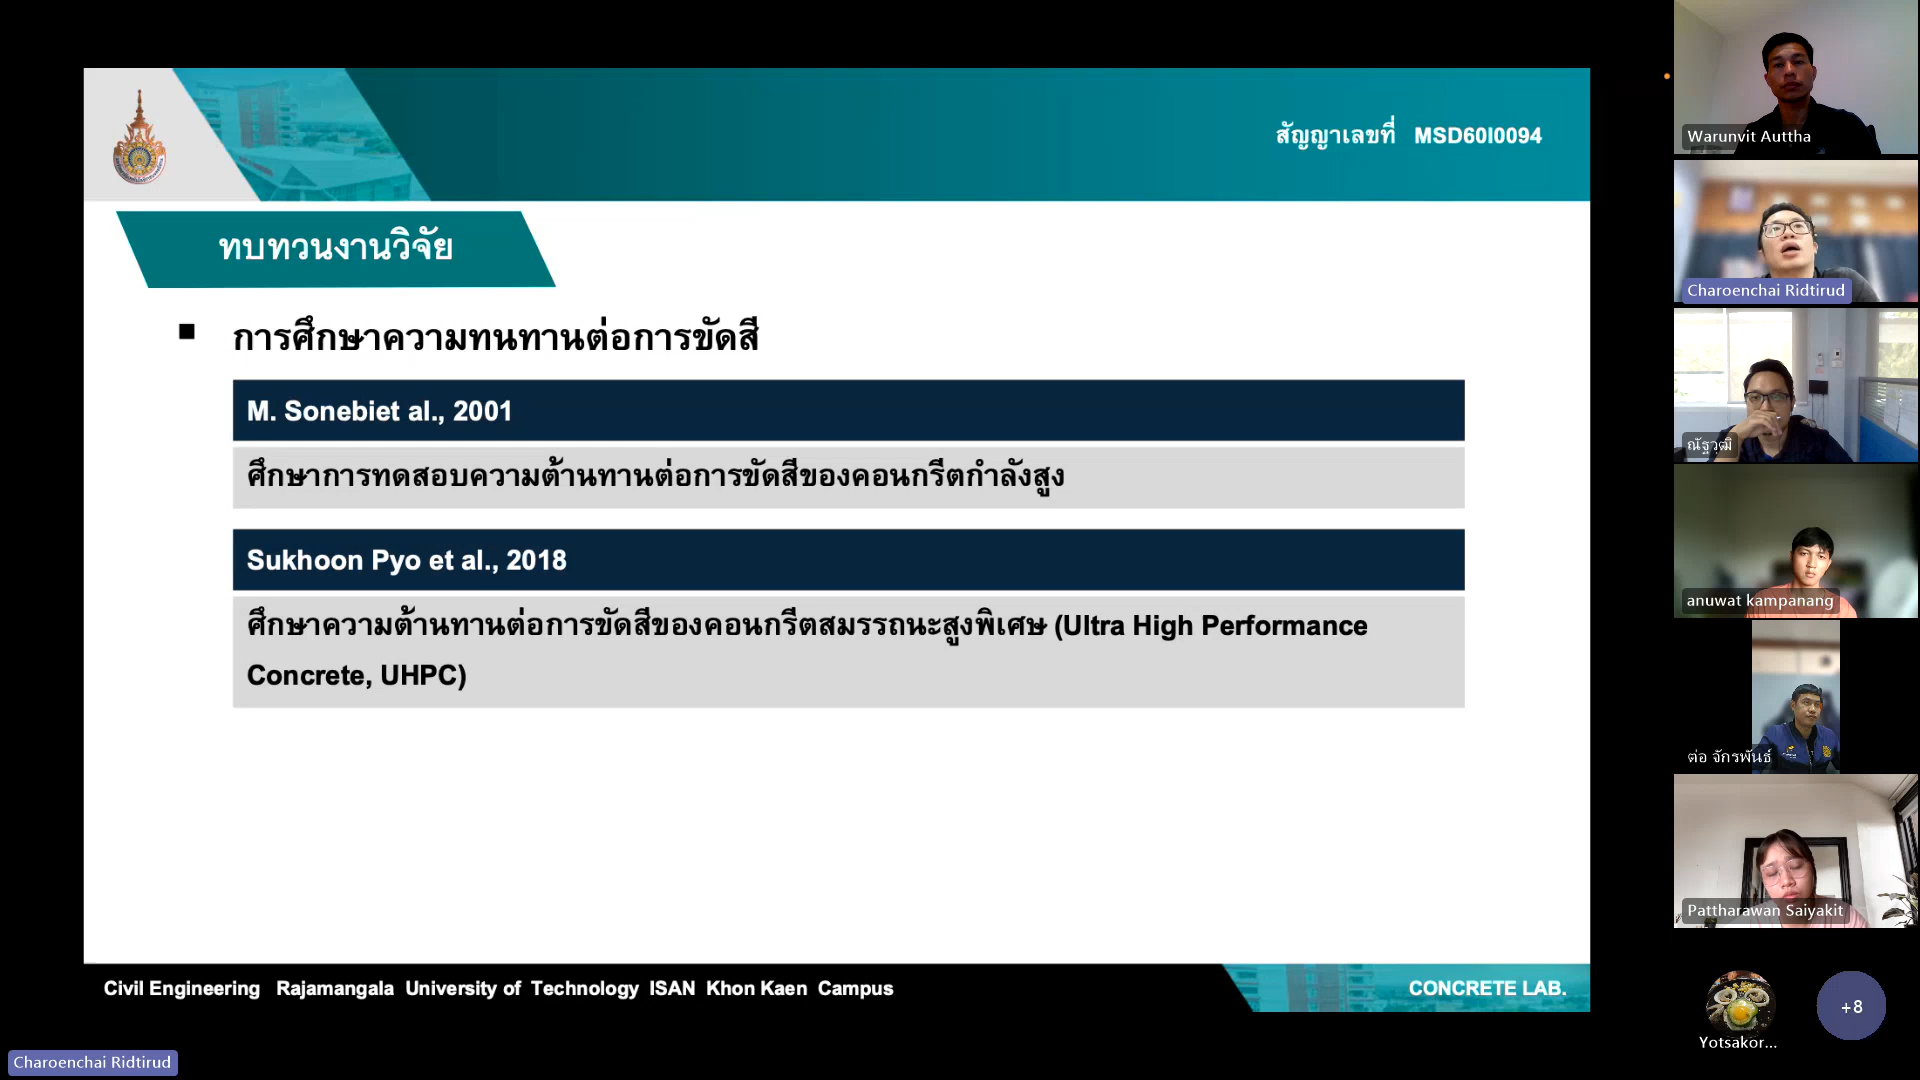 สัญญาเลขที่ MSD60I0094
ทบทวนงานวิจัย
การศึกษาความทนทานต่อการขัดสี
M. Sonebiet al., 2001
ศึกษาการทดสอบความต้านทานต่อการขัดสีของคอนกรีตกำลังสูง
Sukhoon Pyo et al., 2018
ศึกษาความต้านทานต่อการขัดสีของคอนกรีตสมรรถนะสูงพิเศษ (Ultra High Performance
Concrete, UHPC)
Civil Engineering Rajamangala University of Technology ISAN Khon Kaen Campus
CONCRETE LAB.
Charoenchai Ridtirud
Warunvit Auttha
Charoenchai Ridtirud
ณัฐวุฒิ
anuwat kampanang
ต่อ จักรพันธ์
Pattharawan Saiyakit
Yotsakor...
+8